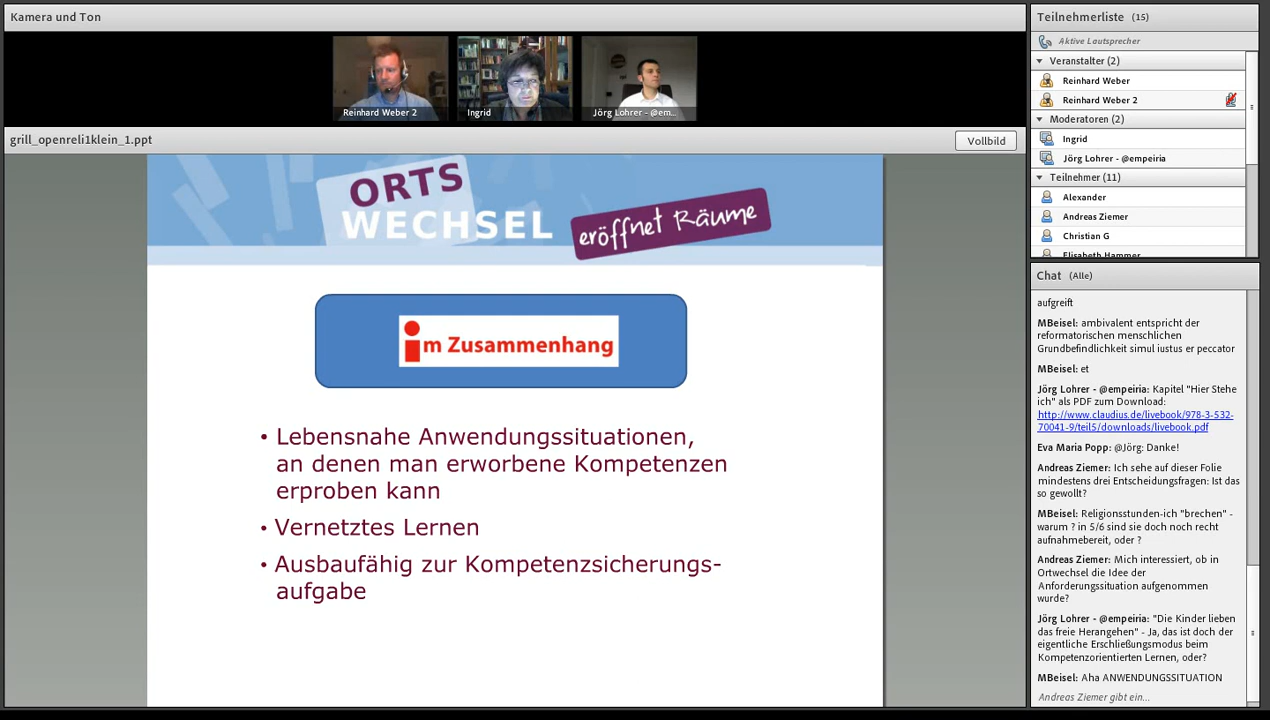 Kamera und Ton
Reinhard Weber 2
Ingrid
Jörg Lohrer - @em...
grill_openreli1klein_1.ppt
Vollbild
ORTS
WECHSEL
eröffnet Räume
im Zusammenhang
• Lebensnahe Anwendungssituationen,
an denen man erworbene Kompetenzen
erproben kann
• Vernetztes Lernen
• Ausbaufähig zur Kompetenzsicherungs-
aufgabe
Teilnehmerliste (15)
Aktive Lautsprecher
Veranstalter (2)
Reinhard Weber
Reinhard Weber 2
Moderatoren (2)
Ingrid
Jörg Lohrer - @empeiria
Teilnehmer (11)
Alexander
Andreas Ziemer
Christian G
Elisabeth Hammer
Chat (Alle)
aufgreift
MBeisel: ambivalent entspricht der
reformatorischen menschlichen
Grundbefindlichkeit simul iustus er peccator
MBeisel: et
Jörg Lohrer - @empeiria: Kapitel "Hier Stehe
ich" als PDF zum Download:
http://www.claudius.de/livebook/978-3-532-
70041-9/teil5/downloads/livebook.pdf
Eva Maria Popp: @Jörg: Danke!
Andreas Ziemer: Ich sehe auf dieser Folie
mindestens drei Entscheidungsfragen: Ist das
so gewollt?
MBeisel: Religionsstunden-ich "brechen" -
warum ? in 5/6 sind sie doch noch recht
aufnahmebereit, oder ?
Andreas Ziemer: Mich interessiert, ob in
Ortwechsel die Idee der
Anforderungssituation aufgenommen
wurde?
Jörg Lohrer - @empeiria: "Die Kinder lieben
das freie Herangehen" - Ja, das ist doch der
eigentliche Erschließungsmodus beim
Kompetenzorientierten Lernen, oder?
MBeisel: Aha ANWENDUNGSSITUATION
Andreas Ziemer gibt ein...